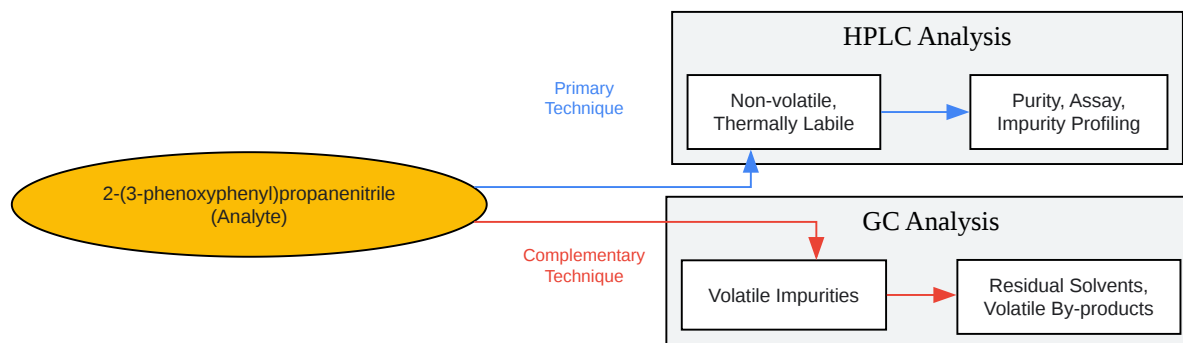 HPLC Analysis
Primary
Technique
Non-volatile,
Thermally Labile
Purity, Assay,
Impurity Profiling
2-(3-phenoxyphenyl)propanenitrile
(Analyte)
GC Analysis
Complementary
Technique
Volatile Impurities
Residual Solvents,
Volatile By-products